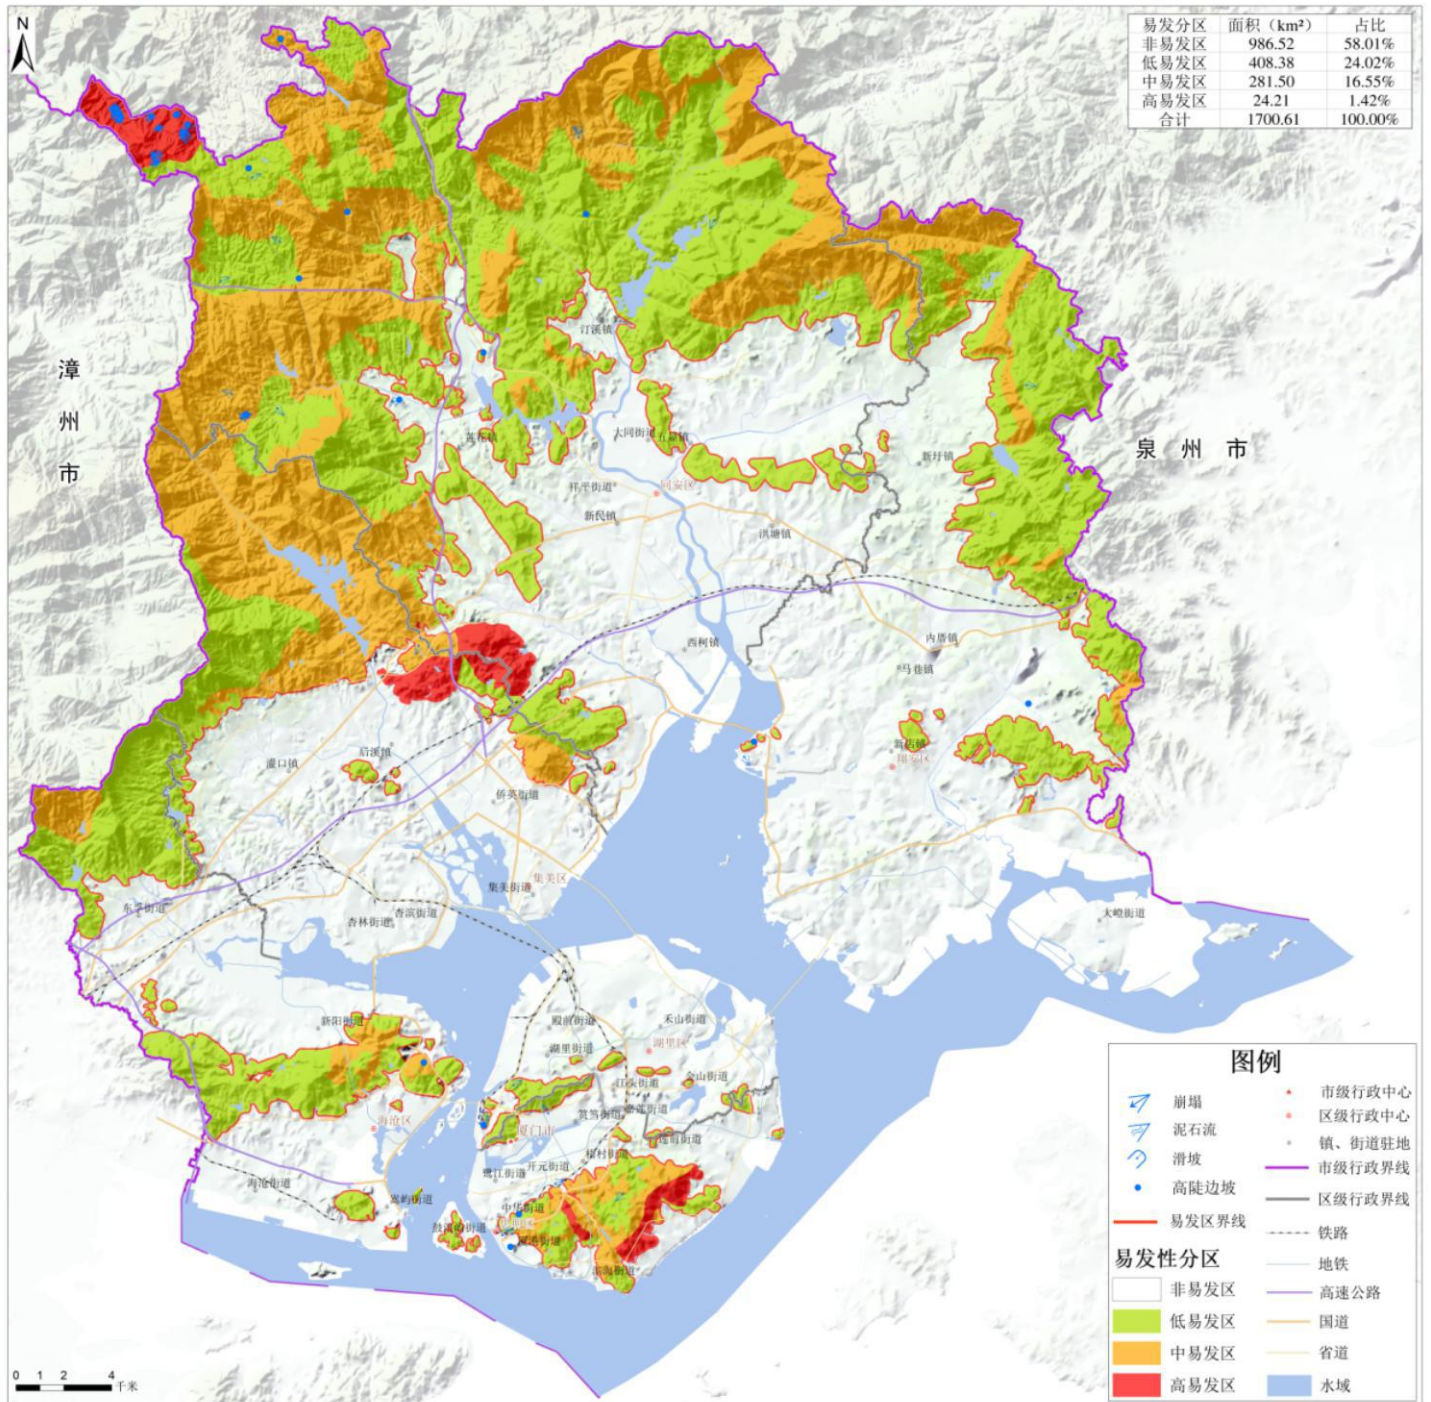 N
易发分区 面积（km²） 占比
非易发区 986.52 58.01%
低易发区 408.38 24.02%
中易发区 281.50 16.55%
高易发区 24.21 1.42%
合计 1700.61 100.00%
漳州市
泉州市
汀溪镇
莲花镇
大同街道
五显镇
新圩镇
祥平街道
同安区
新民镇
洪塘镇
西柯镇
内厝镇
马巷镇
新店镇
翔安区
后溪镇
灌口镇
侨英街道
集美街道
集美区
东孚街道
杏林街道
杏滨街道
大嶝街道
新阳街道
殿前街道
禾山街道
湖里街道
湖里区
江头街道
金山街道
筼筜街道
嘉莲街道
海沧区
厦门市
莲前街道
梧村街道
开元街道
鹭江街道
海沧街道
嵩屿街道
中华街道
鼓浪屿街道
思明区
厦港街道
滨海街道
0 1 2 4
千米
图例
崩塌
泥石流
滑坡
高陡边坡
易发区界线
易发性分区
非易发区
低易发区
中易发区
高易发区
市级行政中心
区级行政中心
镇、街道驻地
市级行政界线
区级行政界线
铁路
地铁
高速公路
国道
省道
水域